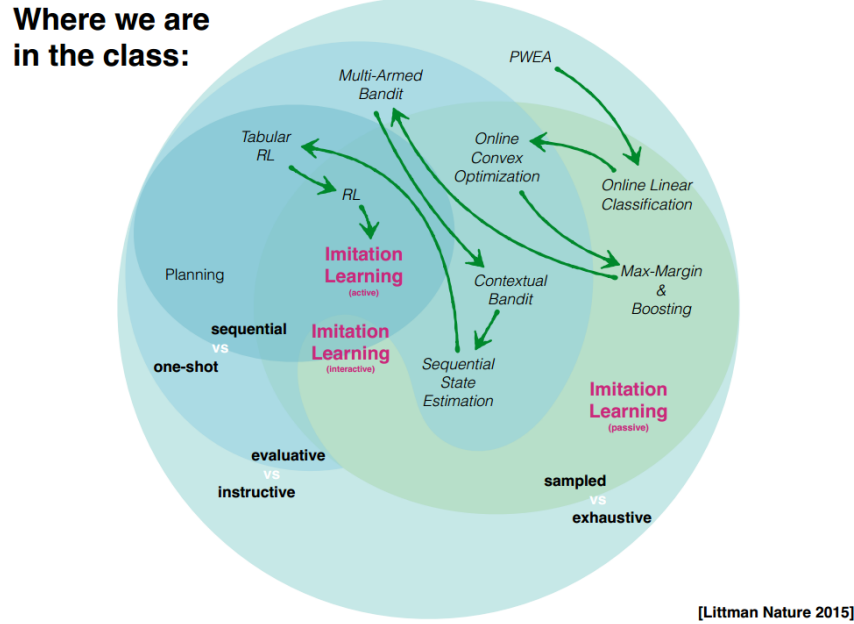 Where we are
in the class:
PWEA
Multi-Armed
Bandit
Tabular
RL
Online
Convex
Optimization
Online Linear
Classification
RL
Imitation
Learning
(active)
Planning
Contextual
Bandit
Max-Margin
&
Boosting
sequential
vs
one-shot
Imitation
Learning
(interactive)
Sequential
State
Estimation
Imitation
Learning
(passive)
evaluative
vs
instructive
sampled
vs
exhaustive
[Littman Nature 2015]